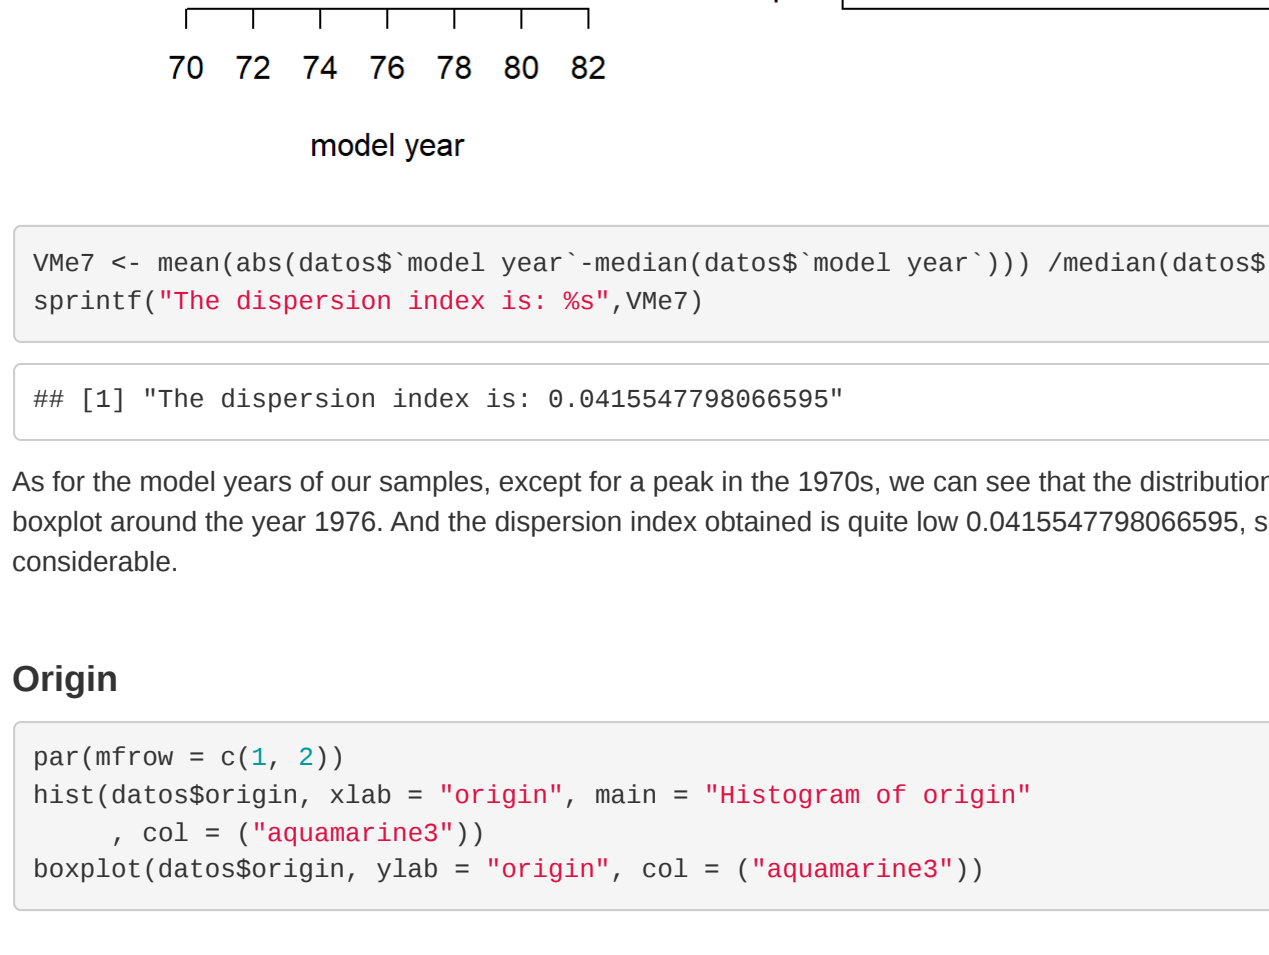 70 72 74 76 78 80 82
model year
VMe7 <- mean(abs(datos$`model year`-median(datos$`model year`))) /median(datos$
sprintf("The dispersion index is: %s",VMe7)
## [1] "The dispersion index is: 0.0415547798066595"
As for the model years of our samples, except for a peak in the 1970s, we can see that the distribution
boxplot around the year 1976. And the dispersion index obtained is quite low 0.0415547798066595, s
considerable.
Origin
par(mfrow = c(1, 2))
hist(datos$origin, xlab = "origin", main = "Histogram of origin"
     , col = ("aquamarine3"))
boxplot(datos$origin, ylab = "origin", col = ("aquamarine3"))